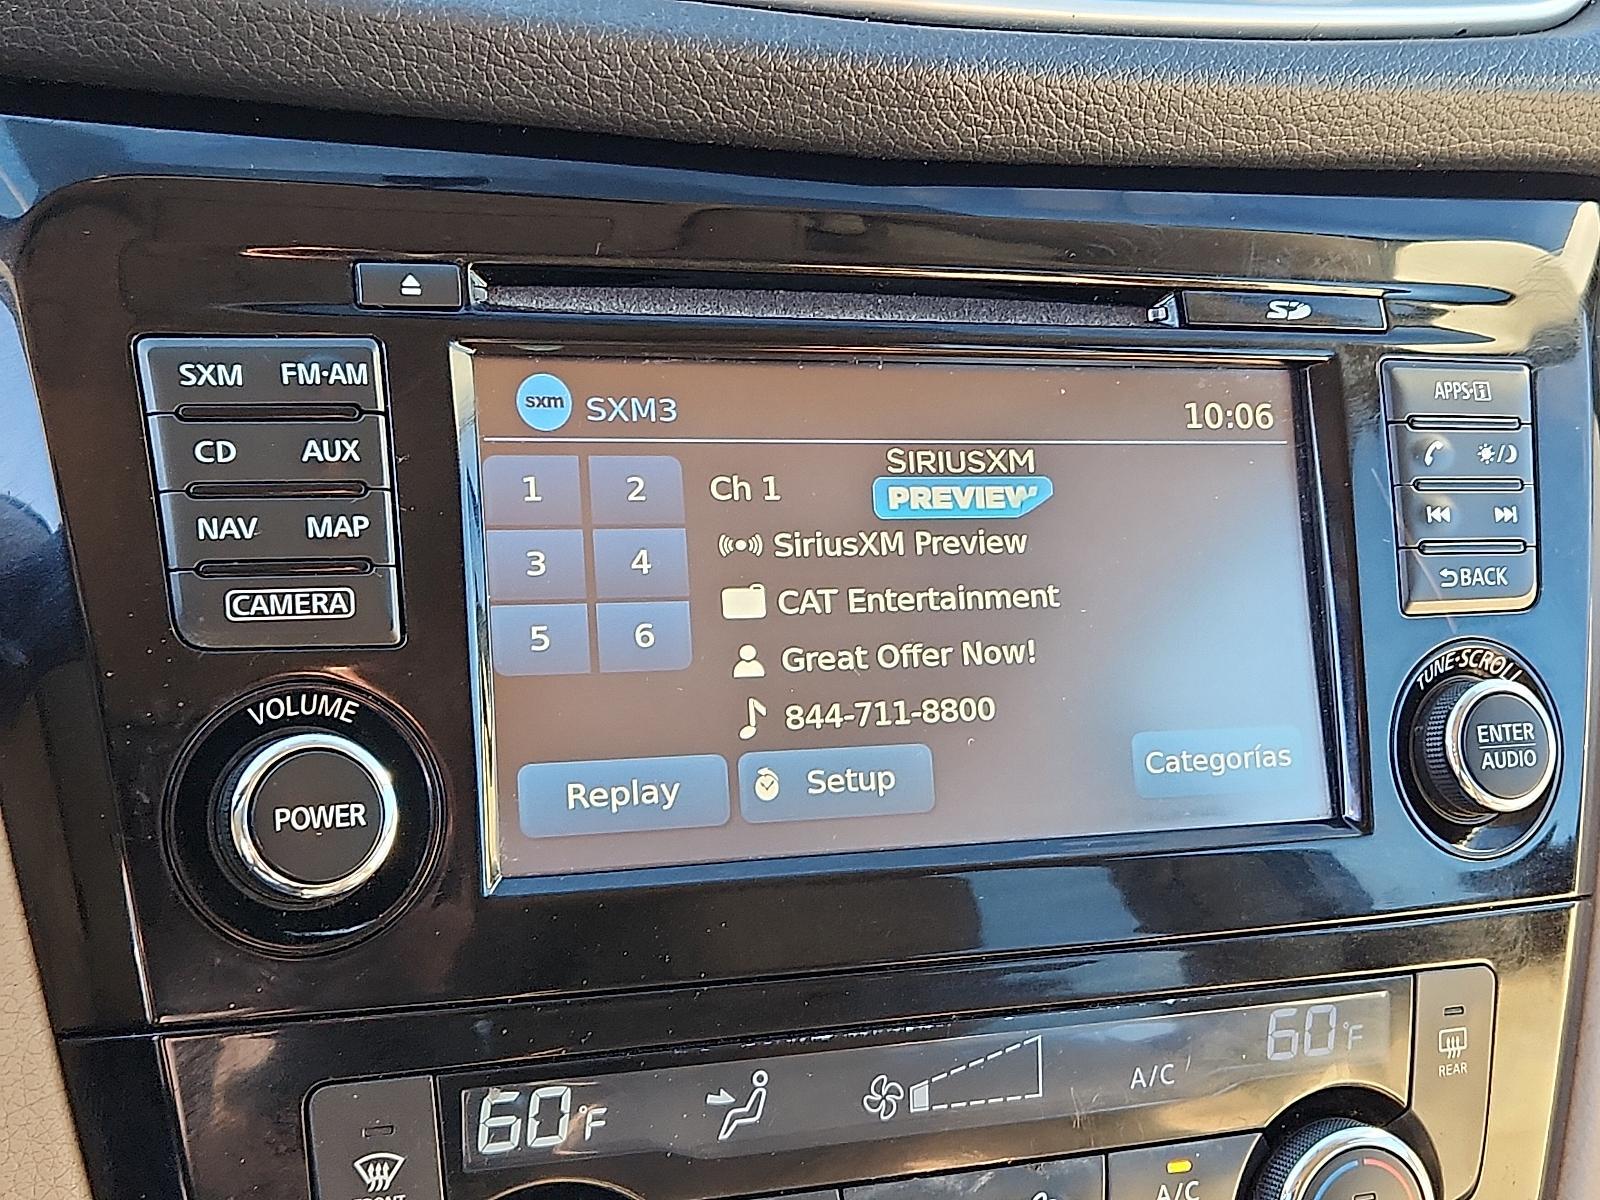 SD
SXM FM·AM
CD AUX
NAV MAP
CAMERA
VOLUME
POWER
sxm SXM3 10:06
1 2
3 4
5 6
Ch 1
SIRIUSXM
PREVIEW
SiriusXM Preview
CAT Entertainment
Great Offer Now!
844-711-8800
Replay
Setup
Categorías
APPS·i
BACK
TUNE·SCROLL
ENTER
AUDIO
60°F
A/C
60°F
REAR
FRONT
A/C